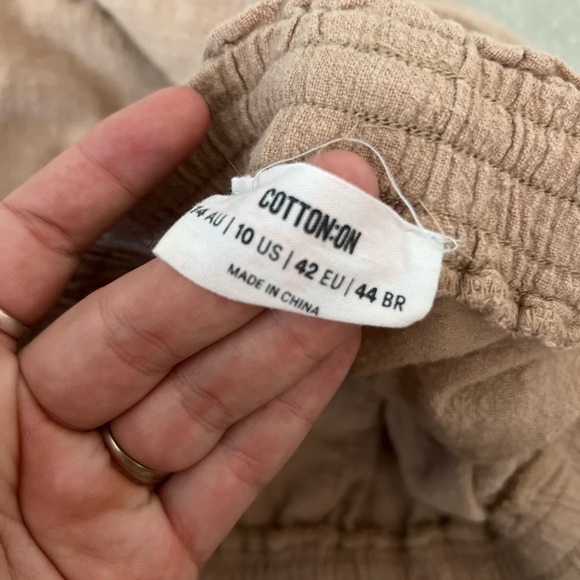 COTTON:ON
14 AU | 10 US | 42 EU | 44 BR
MADE IN CHINA